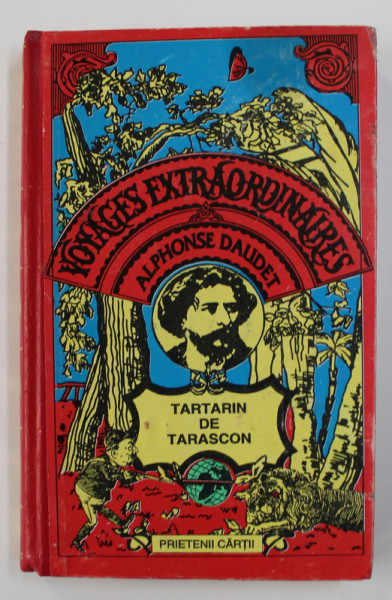 VOYAGES EXTRAORDINAIRES
ALPHONSE DAUDET
TARTARIN
DE
TARASCON
PRIETENII CĂRȚII